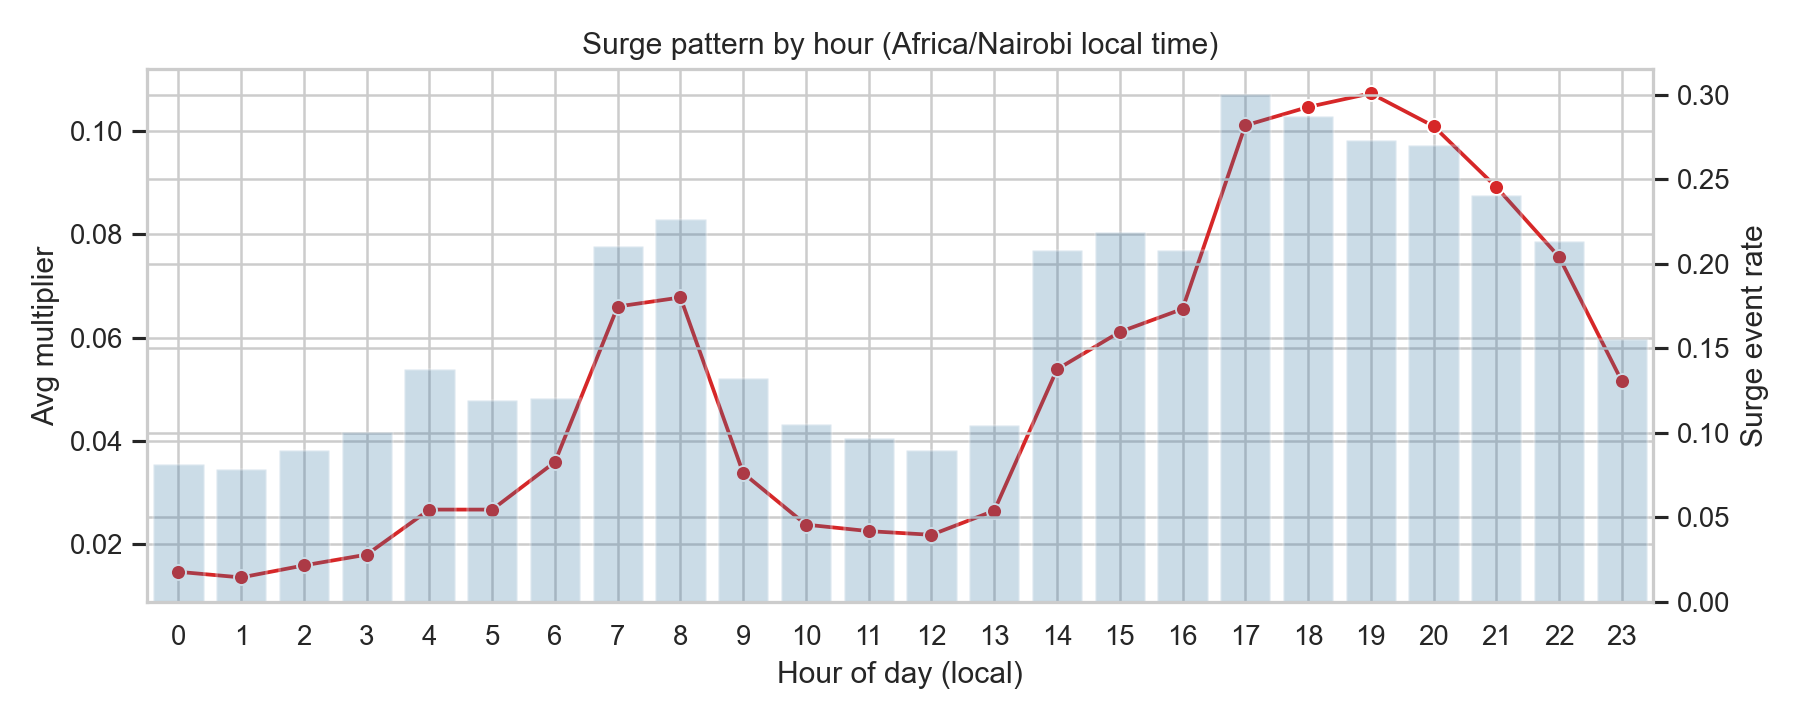 Surge pattern by hour (Africa/Nairobi local time)
Avg multiplier
0.10
0.08
0.06
0.04
0.02
0.30
0.25
0.20
0.15
0.10
0.05
0.00
Surge event rate
0 1 2 3 4 5 6 7 8 9 10 11 12 13 14 15 16 17 18 19 20 21 22 23
Hour of day (local)